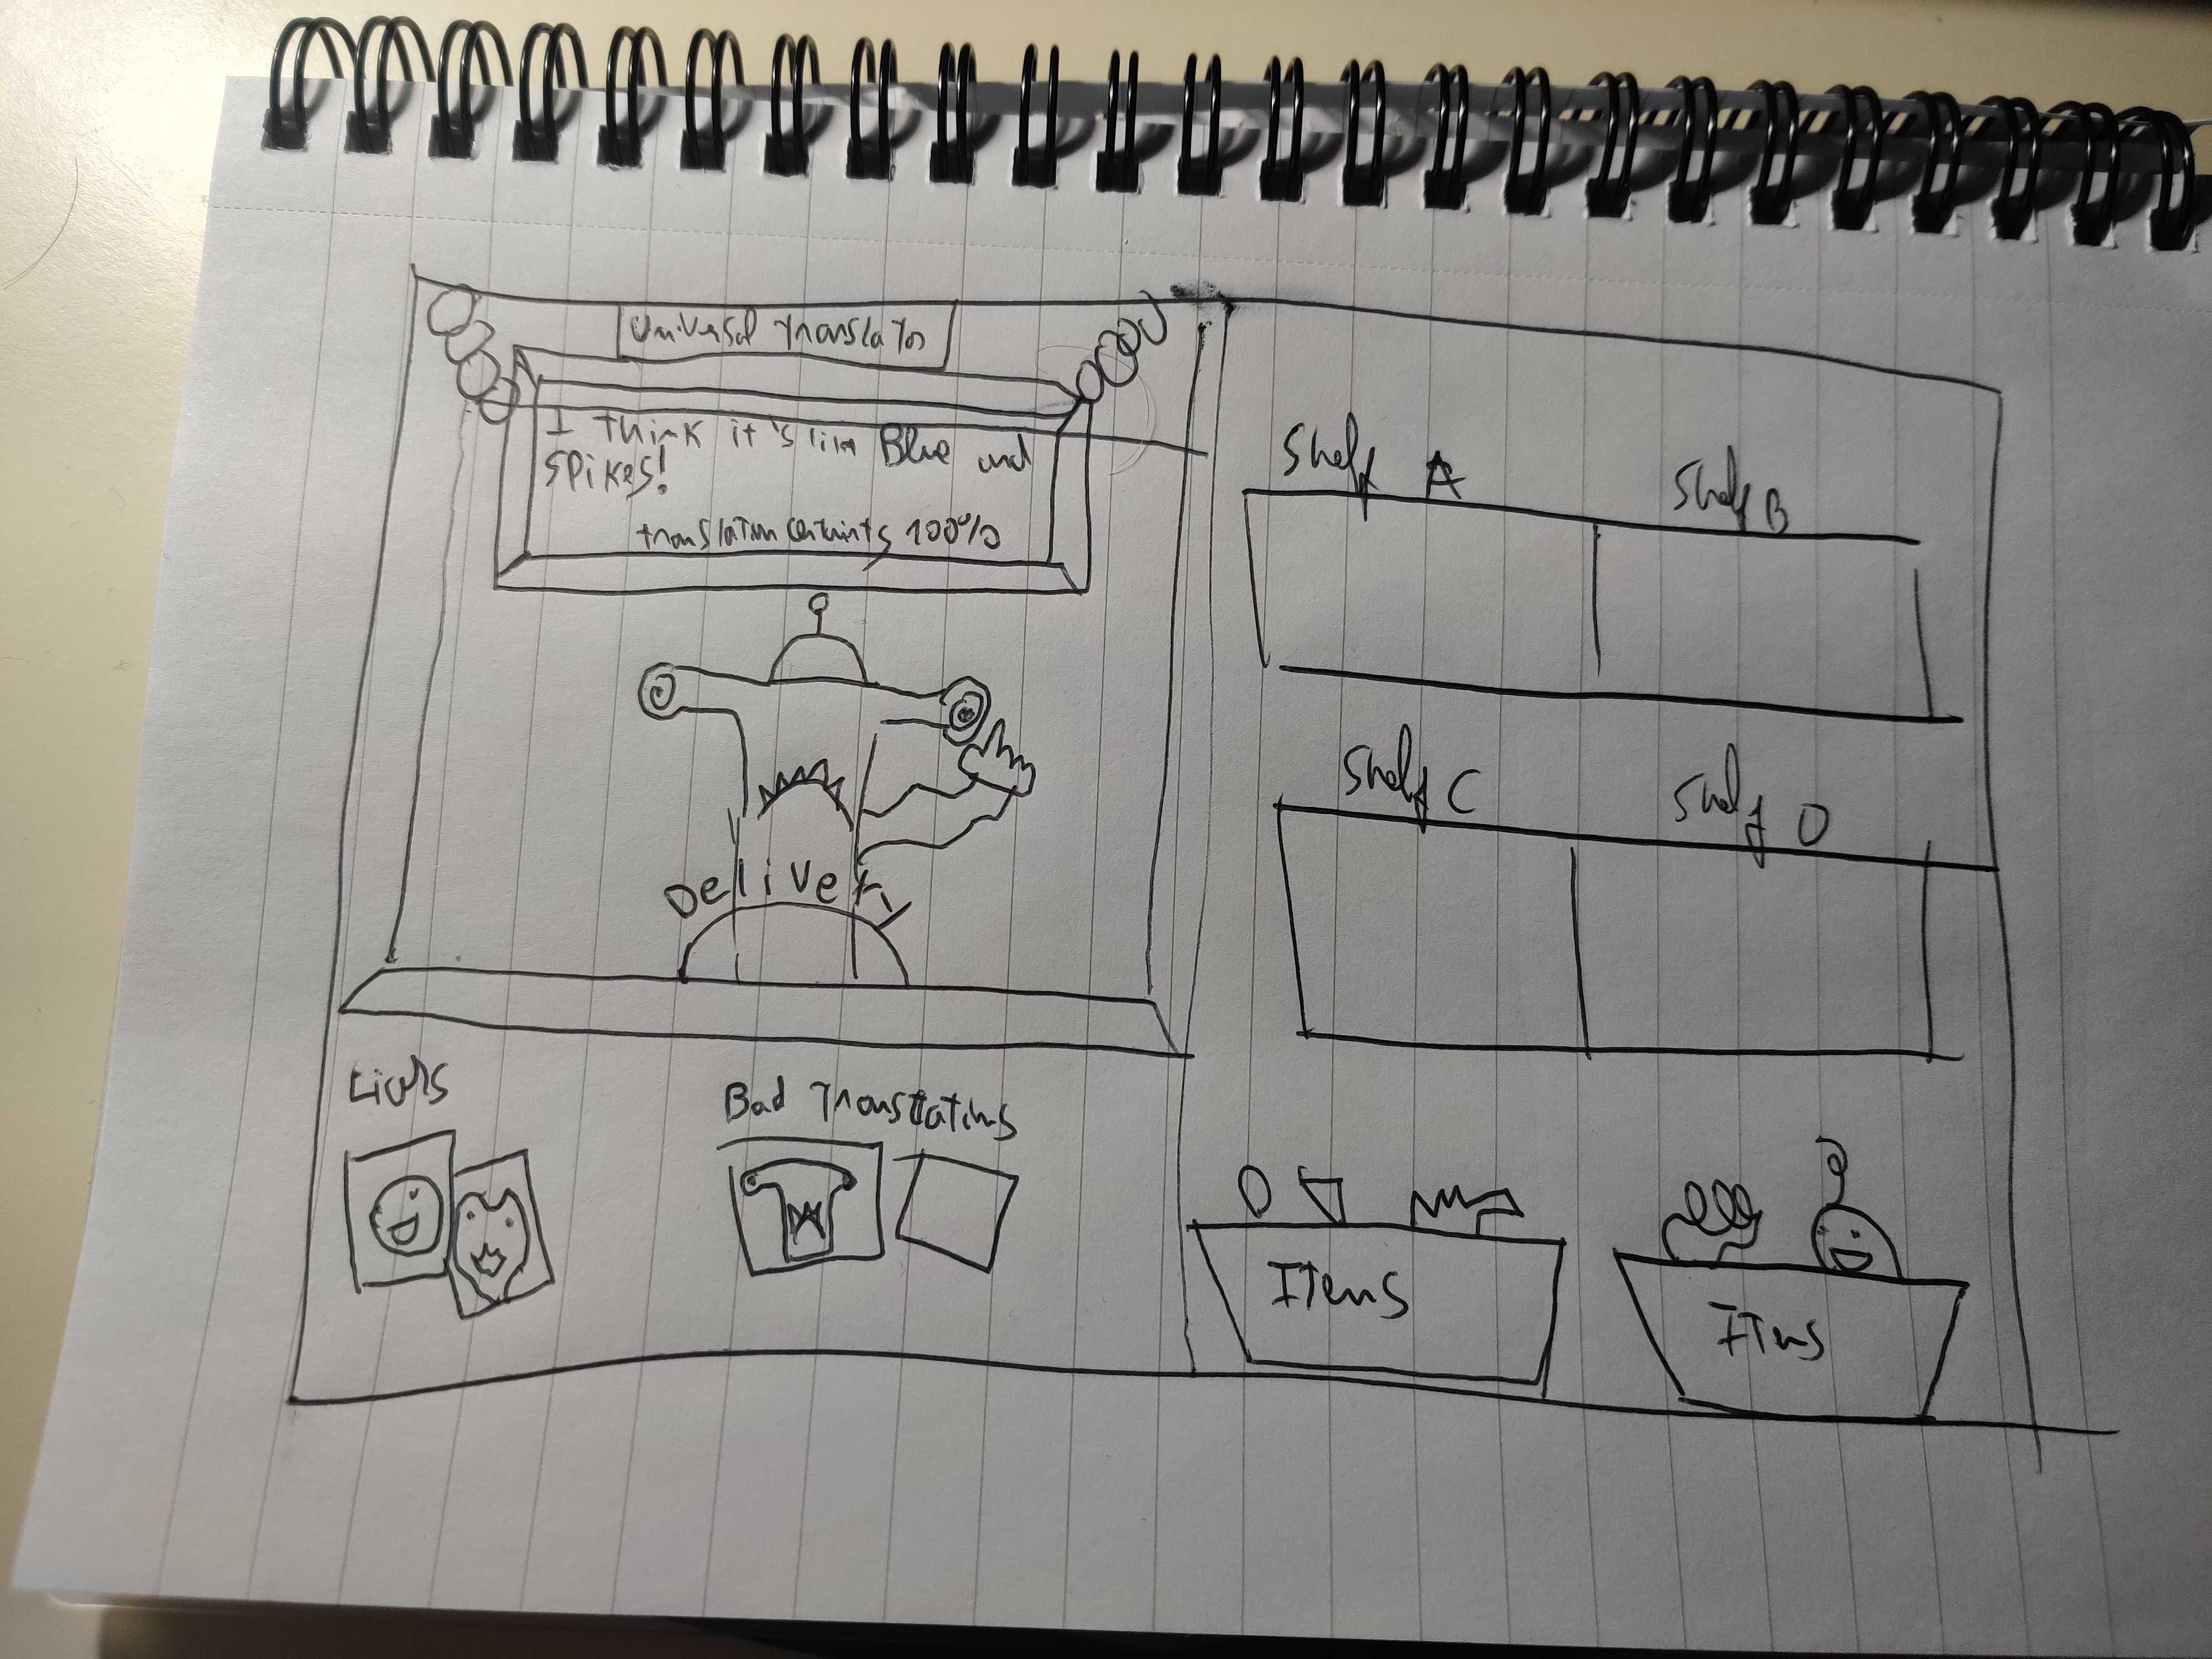 Universal Translator
I think it's like Blue and
spikes!
translation certainty 100%
Delivery
Liars
Bad Translations
Shelf A
Shelf B
Shelf C
Shelf D
Items
Items